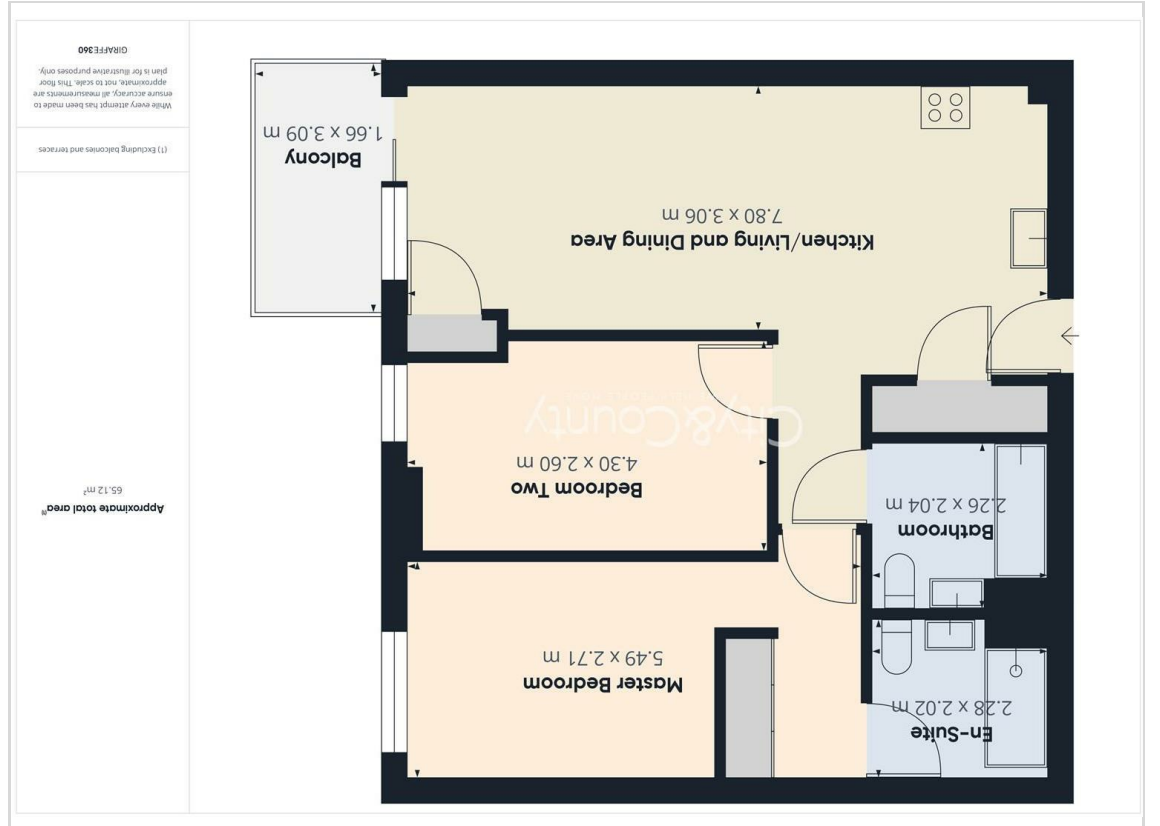 Master Bedroom
5.49 x 2.71 m
En-Suite
2.28 x 2.02 m
Bathroom
2.26 x 2.04 m
Bedroom Two
4.30 x 2.60 m
City&County
Kitchen/Living and Dining Area
7.80 x 3.06 m
Balcony
1.66 x 3.09 m
Approximate total area⁽¹⁾
65.12 m²
(1) Excluding balconies and terraces
While every attempt has been made to
ensure accuracy, all measurements are
approximate, not to scale. This floor
plan is for illustrative purposes only.
GIRAFFE360